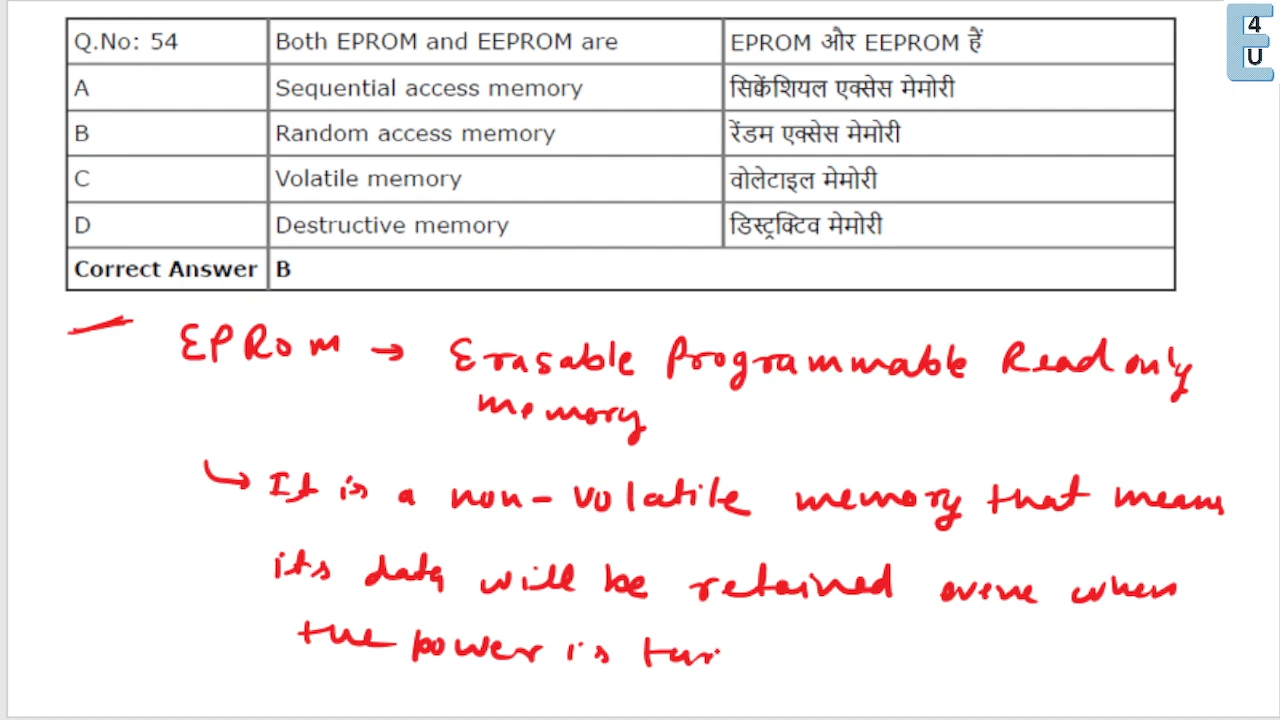 4
U
Q.No: 54 Both EPROM and EEPROM are EPROM और EEPROM हैं
A Sequential access memory सिक्वेंशियल एक्सेस मेमोरी
B Random access memory रेंडम एक्सेस मेमोरी
C Volatile memory वोलेटाइल मेमोरी
D Destructive memory डिस्ट्रक्टिव मेमोरी
Correct Answer B
EPROM → Erasable Programmable Read only
memory
↳ It is a non-volatile memory that means
its data will be retained even when
the power is